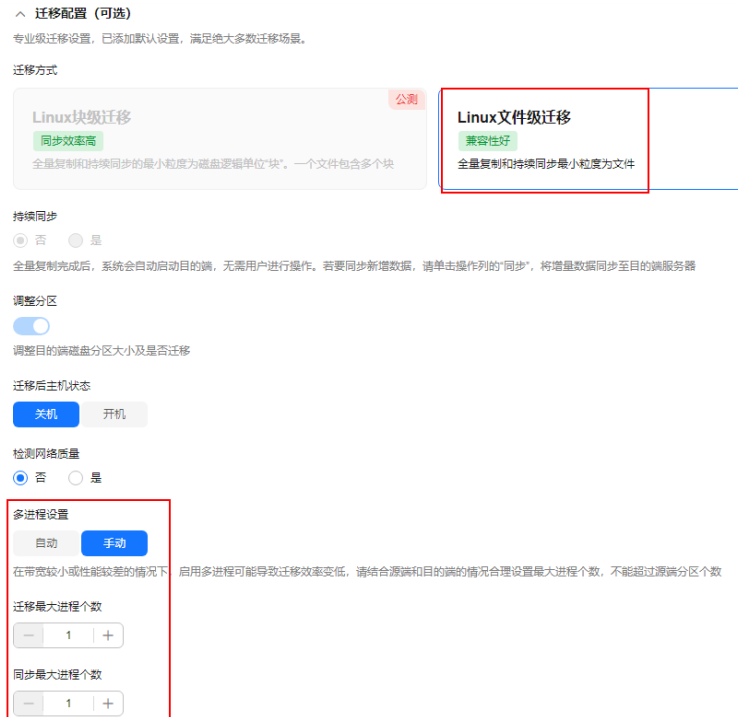 迁移配置（可选）
专业级迁移设置，已添加默认设置，满足绝大多数迁移场景。
迁移方式
公测
Linux块级迁移
同步效率高
全量复制和持续同步的最小粒度为磁盘逻辑单位“块”。一个文件包含多个块
Linux文件级迁移
兼容性好
全量复制和持续同步最小粒度为文件
持续同步
否 是
全量复制完成后，系统会自动启动目的端，无需用户进行操作。若要同步新增数据，请单击操作列的“同步”，将增量数据同步至目的端服务器
调整分区
调整目的端磁盘分区大小及是否迁移
迁移后主机状态
关机 开机
检测网络质量
否 是
多进程设置
自动 手动
在带宽较小或性能较差的情况下，启用多进程可能导致迁移效率变低，请结合源端和目的端的情况合理设置最大进程个数，不能超过源端分区个数
迁移最大进程个数
− 1 +
同步最大进程个数
− 1 +